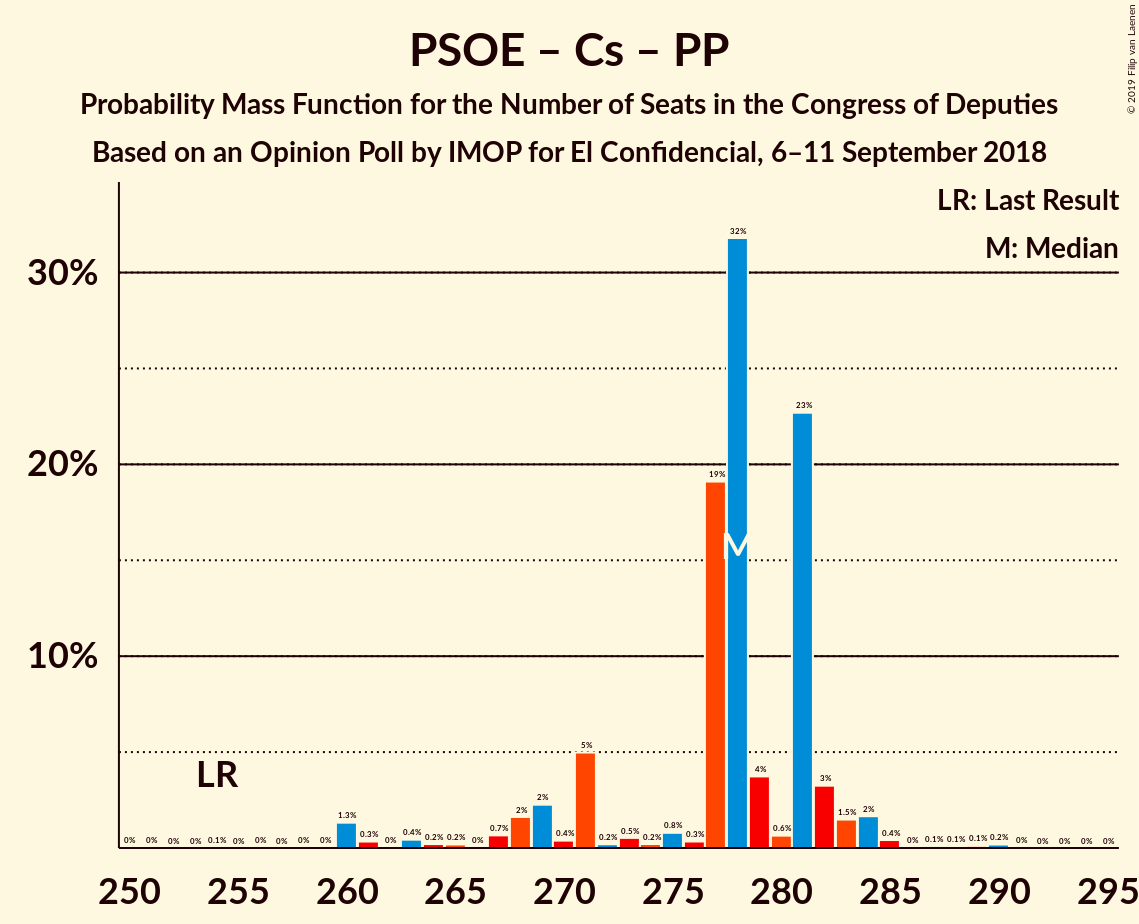 PSOE – Cs – PP
Probability Mass Function for the Number of Seats in the Congress of Deputies
Based on an Opinion Poll by IMOP for El Confidencial, 6–11 September 2018
© 2019 Filip van Laenen
LR: Last Result
M: Median
30%
20%
10%
LR
M
0% 0% 0% 0% 0.1% 0% 0% 0% 0% 0% 1.3% 0.3% 0% 0.4% 0.2% 0.2% 0% 0.7% 2% 2% 0.4% 5% 0.2% 0.5% 0.2% 0.8% 0.3% 19% 32% 4% 0.6% 23% 3% 1.5% 2% 0.4% 0% 0.1% 0.1% 0.1% 0.2% 0% 0% 0% 0% 0%
250 255 260 265 270 275 280 285 290 295